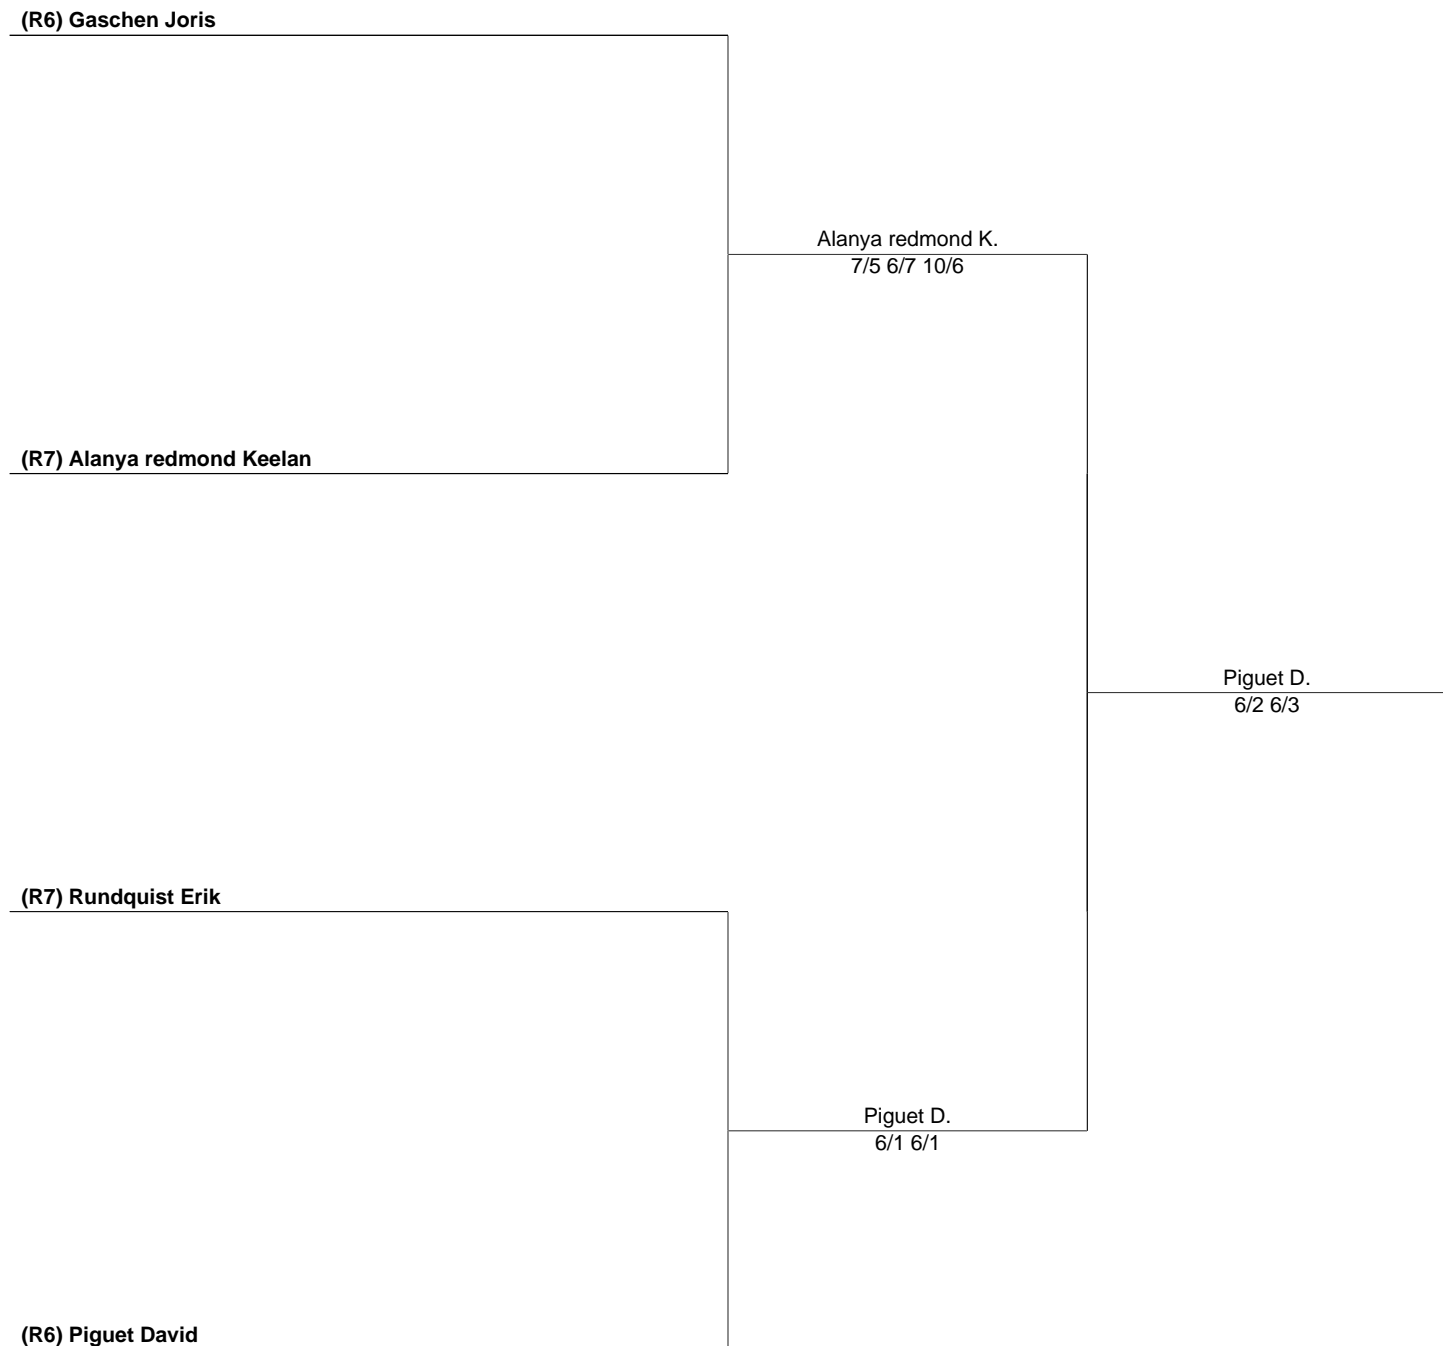 (R6) Gaschen Joris
Alanya redmond K.
7/5 6/7 10/6
(R7) Alanya redmond Keelan
Piguet D.
6/2 6/3
(R7) Rundquist Erik
Piguet D.
6/1 6/1
(R6) Piguet David